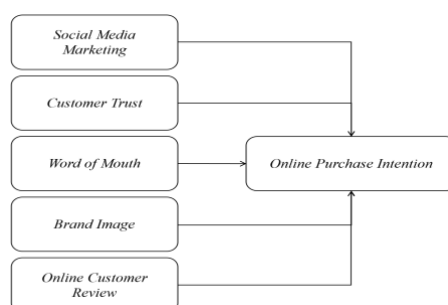 Social Media
Marketing
Customer Trust
Word of Mouth
Online Purchase Intention
Brand Image
Online Customer
Review